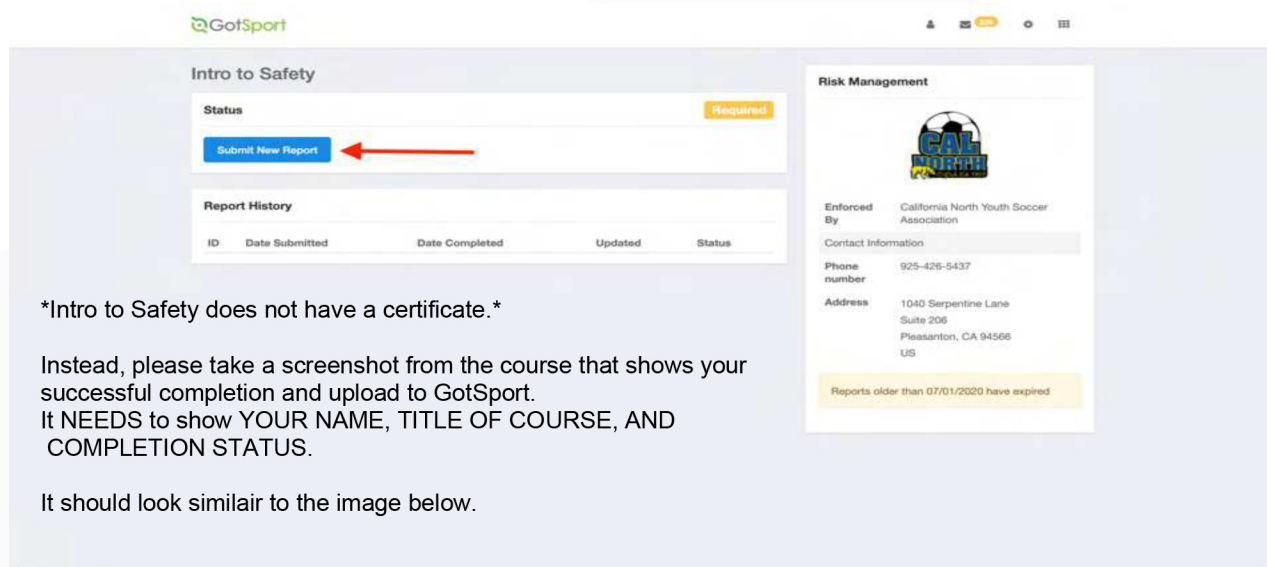 GotSport
Intro to Safety
Status
Required
Submit New Report
Report History
ID Date Submitted Date Completed Updated Status
Risk Management
CAL
NORTH
Enforced By California North Youth Soccer Association
Contact Information
Phone number 925-426-5437
Address 1040 Serpentine Lane
Suite 206
Pleasanton, CA 94566
US
Reports older than 07/01/2020 have expired
*Intro to Safety does not have a certificate.*
Instead, please take a screenshot from the course that shows your
successful completion and upload to GotSport.
It NEEDS to show YOUR NAME, TITLE OF COURSE, AND
COMPLETION STATUS.
It should look similair to the image below.